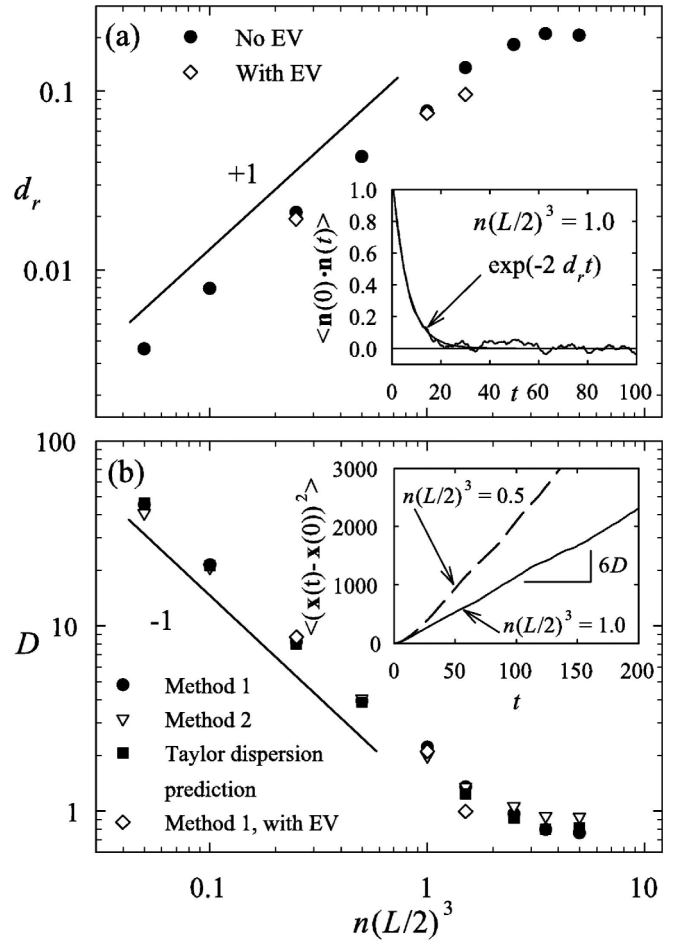 (a)
No EV
With EV
0.1
0.01
d_r
+1
1.0
0.8
0.6
0.4
0.2
0.0
<n(0)·n(t)>
n(L/2)^3 = 1.0
exp(-2 d_r t)
0 20 40 60 80 100
t
(b)
100
10
1
D
-1
Method 1
Method 2
Taylor dispersion
prediction
Method 1, with EV
3000
2000
1000
0
<(x(t)- x(0))^2>
n(L/2)^3 = 0.5
6D
n(L/2)^3 = 1.0
0 50 100 150 200
t
0.1 1 10
n(L/2)^3